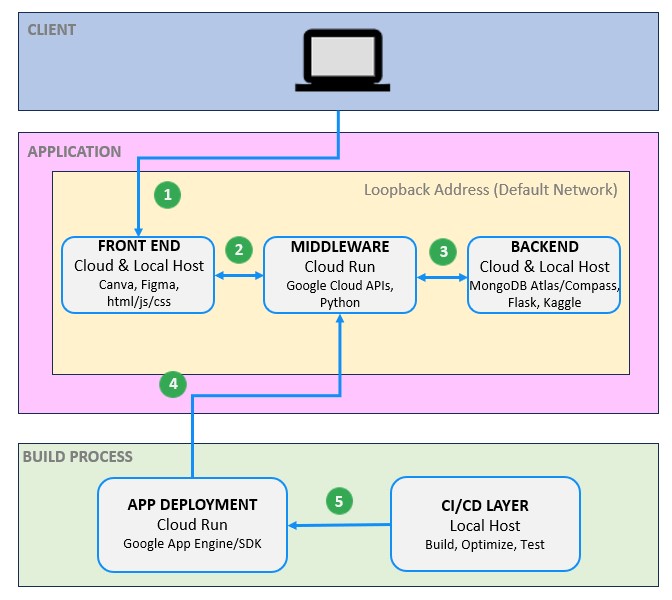 CLIENT
APPLICATION
Loopback Address (Default Network)
1
2
3
FRONT END
Cloud & Local Host
Canva, Figma,
html/js/css
MIDDLEWARE
Cloud Run
Google Cloud APIs,
Python
BACKEND
Cloud & Local Host
MongoDB Atlas/Compass,
Flask, Kaggle
4
BUILD PROCESS
APP DEPLOYMENT
Cloud Run
Google App Engine/SDK
5
CI/CD LAYER
Local Host
Build, Optimize, Test